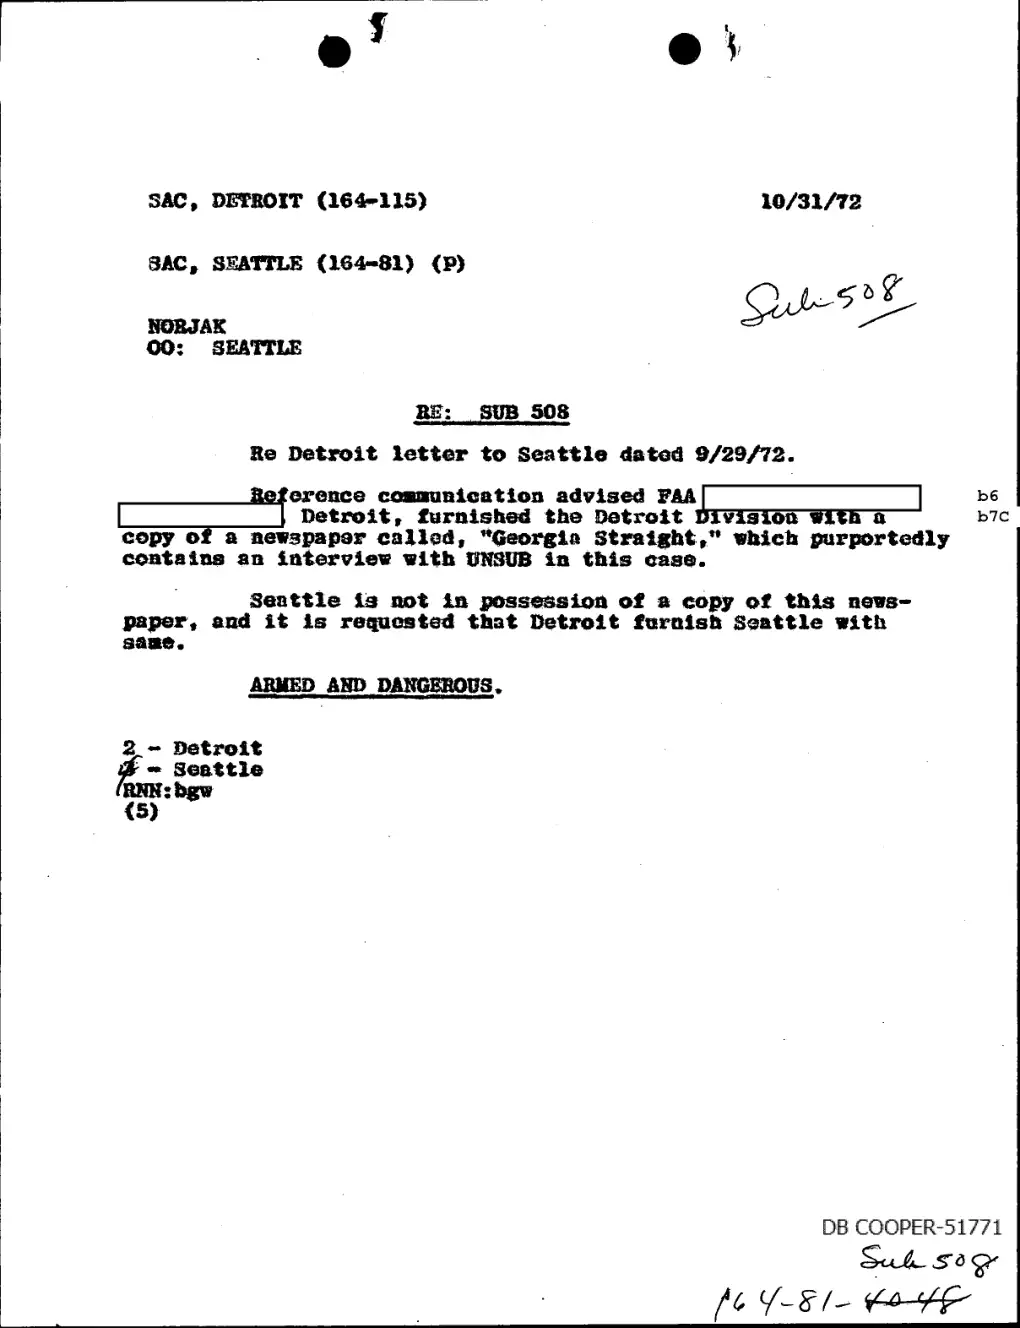 SAC, DETROIT (164-115) 10/31/72
SAC, SEATTLE (164-81) (P)
Sub 508
NORJAK
OO: SEATTLE
RE: SUB 508
Re Detroit letter to Seattle dated 9/29/72.
Reference communication advised FAA
b6
Detroit, furnished the Detroit Division with a
b7C
copy of a newspaper called, "Georgia Straight," which purportedly
contains an interview with UNSUB in this case.
Seattle is not in possession of a copy of this news-
paper, and it is requested that Detroit furnish Seattle with
same.
ARMED AND DANGEROUS.
2 - Detroit
- Seattle
RNN:bgw
(5)
DB COOPER-51771
Sub 508
164-81-4048